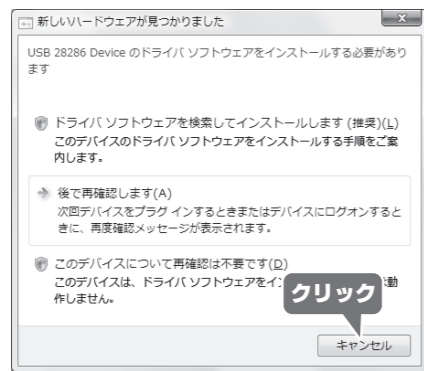 新しいハードウェアが見つかりました
USB 28286 Device のドライバ ソフトウェアをインストールする必要があり
ます
ドライバ ソフトウェアを検索してインストールします (推奨)(L)
このデバイスのドライバ ソフトウェアをインストールする手順をご案
内します。
後で再確認します(A)
次回デバイスをプラグ インするときまたはデバイスにログオンすると
きに、再度確認メッセージが表示されます。
このデバイスについて再確認は不要です(D)
このデバイスは、ドライバ ソフトウェアをイン 動
作しません。
クリック
キャンセル